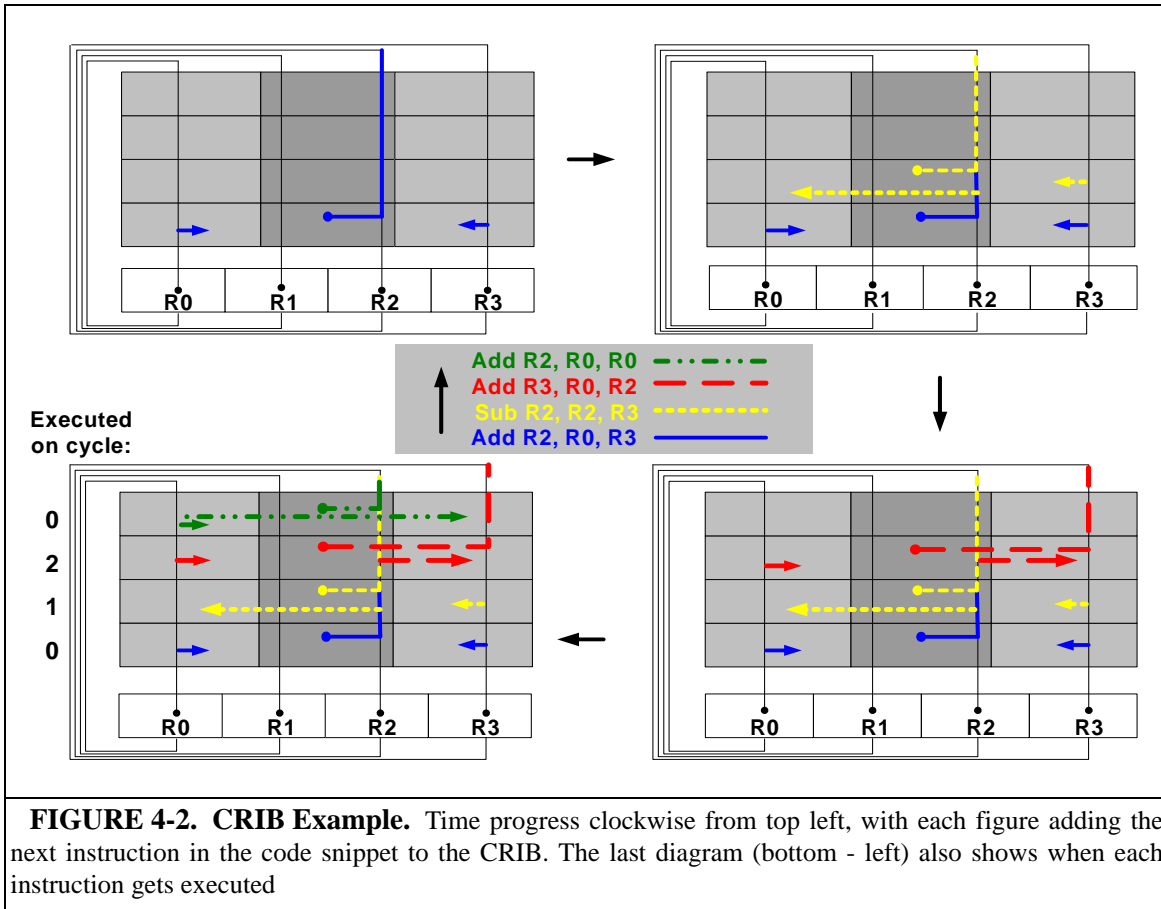 R0 R1 R2 R3
R0 R1 R2 R3
Add R2, R0, R0
Add R3, R0, R2
Sub R2, R2, R3
Add R2, R0, R3
Executed
on cycle:
0
2
1
0
R0 R1 R2 R3
R0 R1 R2 R3
FIGURE 4-2. CRIB Example. Time progress clockwise from top left, with each figure adding the
next instruction in the code snippet to the CRIB. The last diagram (bottom - left) also shows when each
instruction gets executed